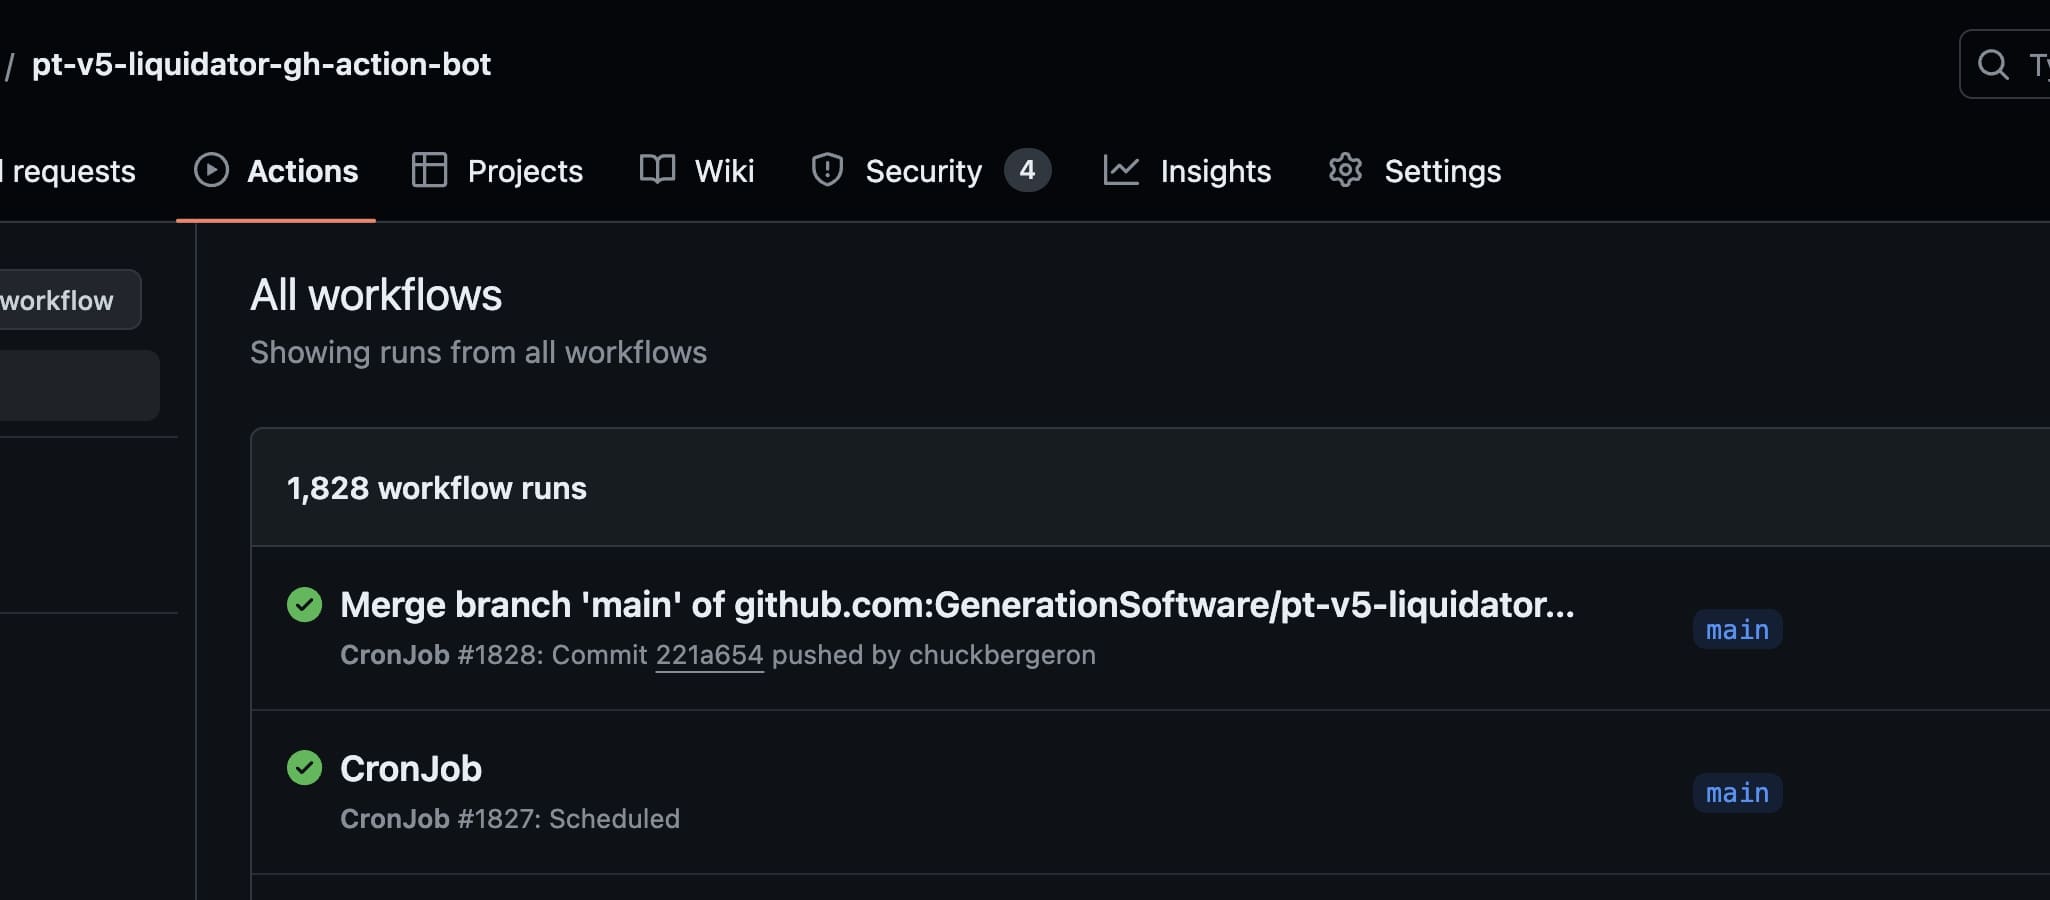 / pt-v5-liquidator-gh-action-bot
requests Actions Projects Wiki Security 4 Insights Settings
workflow
All workflows
Showing runs from all workflows
1,828 workflow runs
Merge branch 'main' of github.com:GenerationSoftware/pt-v5-liquidator...
main
CronJob #1828: Commit 221a654 pushed by chuckbergeron
CronJob
main
CronJob #1827: Scheduled